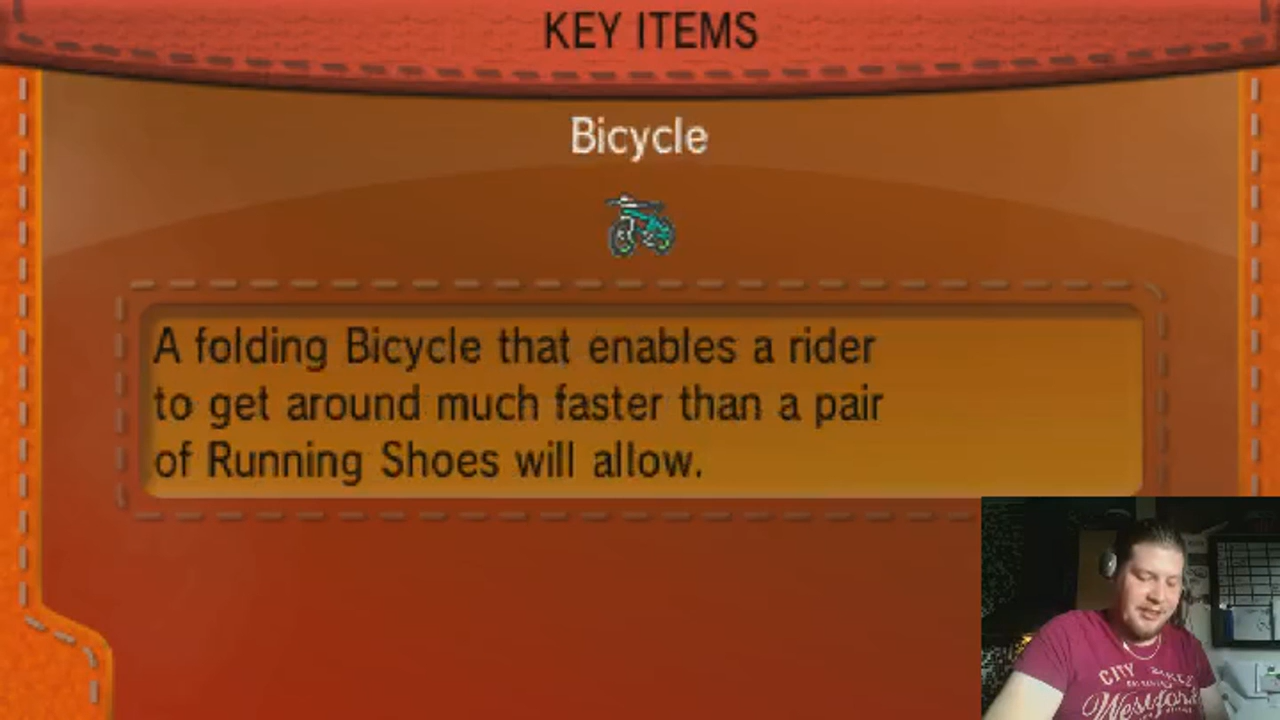 KEY ITEMS
Bicycle
A folding Bicycle that enables a rider
to get around much faster than a pair
of Running Shoes will allow.
CITY